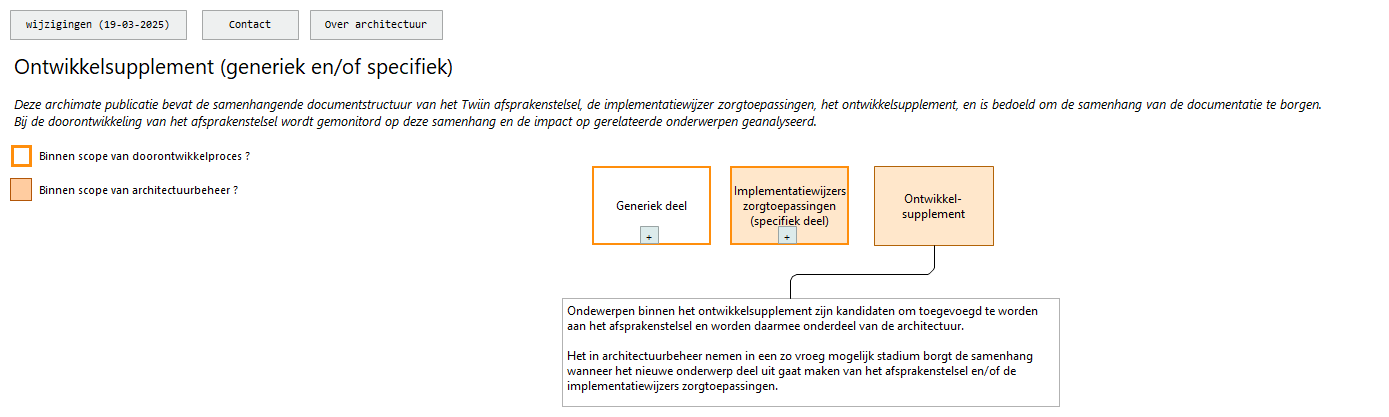 wijzigingen (19-03-2025)
Contact
Over architectuur
Ontwikkelsupplement (generiek en/of specifiek)
Deze archimate publicatie bevat de samenhangende documentstructuur van het Twiin afsprakenstelsel, de implementatiewijzer zorgtoepassingen, het ontwikkelsupplement, en is bedoeld om de samenhang van de documentatie te borgen.
Bij de doorontwikkeling van het afsprakenstelsel wordt gemonitord op deze samenhang en de impact op gerelateerde onderwerpen geanalyseerd.
Binnen scope van doorontwikkelproces ?
Binnen scope van architectuurbeheer ?
Generiek deel
+
Implementatiewijzers
zorgtoepassingen
(specifiek deel)
+
Ontwikkel-
supplement
Ondewerpen binnen het ontwikkelsupplement zijn kandidaten om toegevoegd te worden
aan het afsprakenstelsel en worden daarmee onderdeel van de architectuur.
Het in architectuurbeheer nemen in een zo vroeg mogelijk stadium borgt de samenhang
wanneer het nieuwe onderwerp deel uit gaat maken van het afsprakenstelsel en/of de
implementatiewijzers zorgtoepassingen.